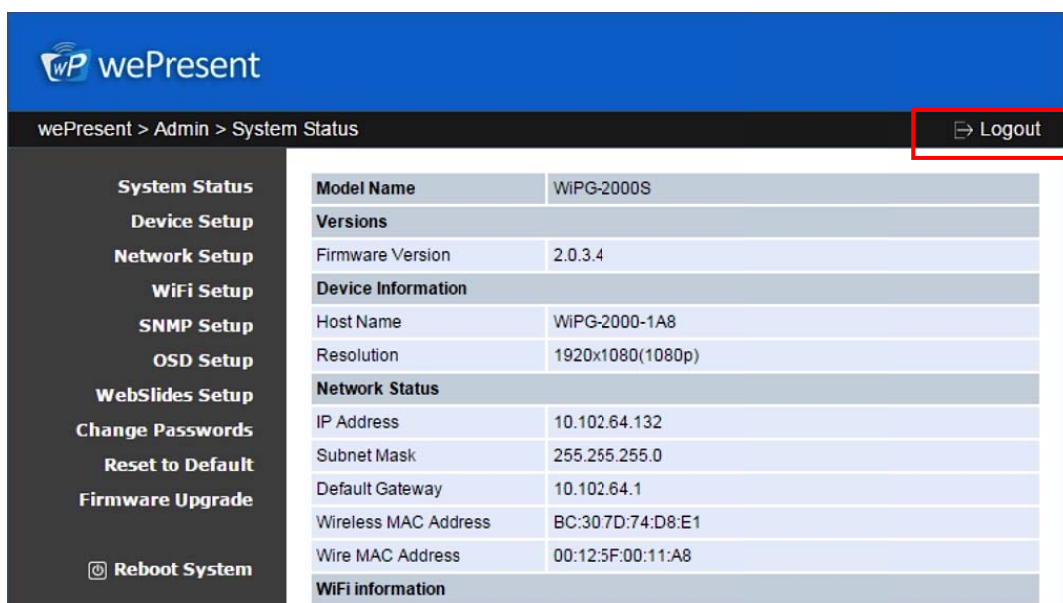 wP wePresent
wePresent > Admin > System Status
Logout
System Status
Device Setup
Network Setup
WiFi Setup
SNMP Setup
OSD Setup
WebSlides Setup
Change Passwords
Reset to Default
Firmware Upgrade
Reboot System
Model Name WiPG-2000S
Versions
Firmware Version 2.0.3.4
Device Information
Host Name WiPG-2000-1A8
Resolution 1920x1080(1080p)
Network Status
IP Address 10.102.64.132
Subnet Mask 255.255.255.0
Default Gateway 10.102.64.1
Wireless MAC Address BC:30:7D:74:D8:E1
Wire MAC Address 00:12:5F:00:11:A8
WiFi information